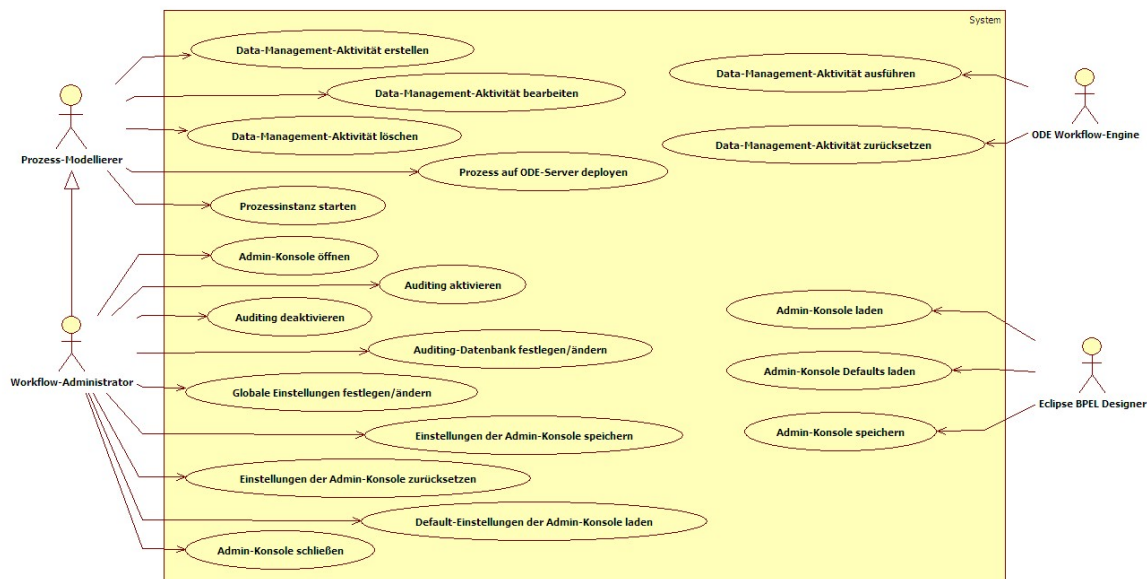 System
Data-Management-Aktivität erstellen
Data-Management-Aktivität ausführen
Data-Management-Aktivität bearbeiten
Data-Management-Aktivität löschen
ODE Workflow-Engine
Data-Management-Aktivität zurücksetzen
Prozess-Modellierer
Prozess auf ODE-Server deployen
Prozessinstanz starten
Admin-Konsole öffnen
Auditing aktivieren
Auditing deaktivieren
Admin-Konsole laden
Auditing-Datenbank festlegen/ändern
Admin-Konsole Defaults laden
Workflow-Administrator
Globale Einstellungen festlegen/ändern
Eclipse BPEL Designer
Einstellungen der Admin-Konsole speichern
Admin-Konsole speichern
Einstellungen der Admin-Konsole zurücksetzen
Default-Einstellungen der Admin-Konsole laden
Admin-Konsole schließen